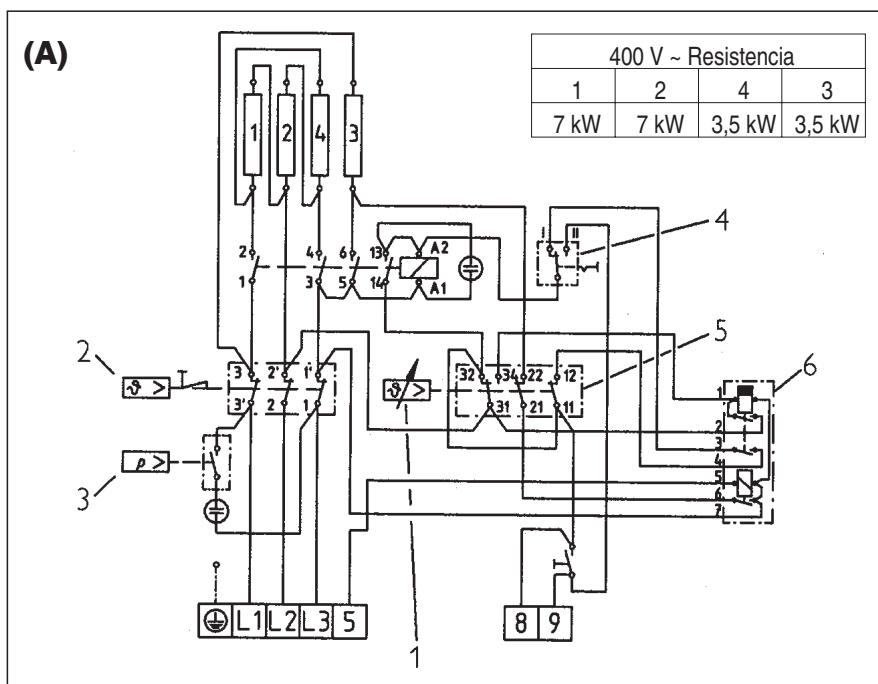 (A)
400 V ~ Resistencia
1 2 4 3
7 kW 7 kW 3,5 kW 3,5 kW
1 2 4 3
2 4 6 13 A2
1 3 5 14 A1
I II
4
5
6
2
3 2' 1'
3' 2 1
ϑ >
ϑ >
32 34 22 12
31 21 11
1
2
3
4
5
6
7
p >
3
L1 L2 L3 5
8 9
1